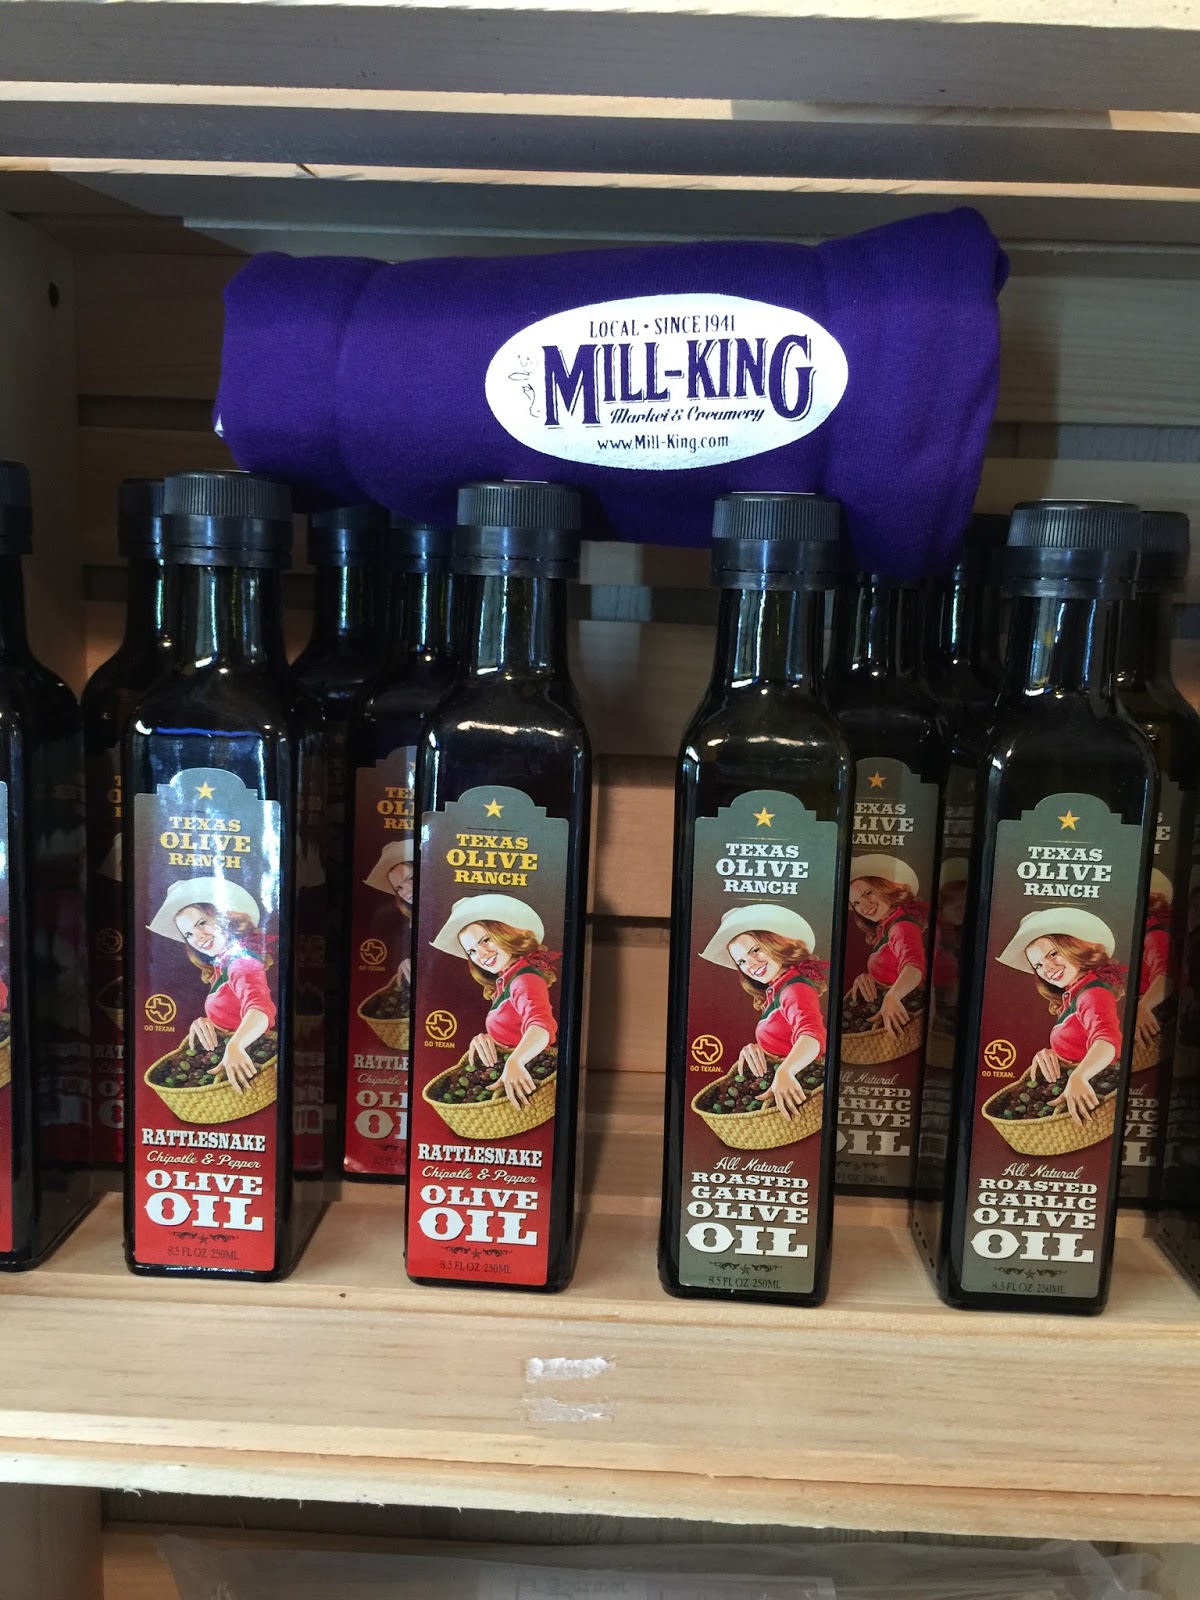 LOCAL • SINCE 1941
MILL-KING
Market & Creamery
www.Mill-King.com
TEXAS
OLIVE
RANCH
GO TEXAN
RATTLESNAKE
Chipotle & Pepper
OLIVE
OIL
8.5 FL OZ 250ML
TEXAS
OLIVE
RANCH
GO TEXAN
RATTLESNAKE
Chipotle & Pepper
OLIVE
OIL
8.5 FL OZ 250ML
TEXAS
OLIVE
RANCH
GO TEXAN.
All Natural
ROASTED
GARLIC
OLIVE
OIL
8.5 FL OZ 250ML
TEXAS
OLIVE
RANCH
GO TEXAN.
All Natural
ROASTED
GARLIC
OLIVE
OIL
8.5 FL OZ 250ML